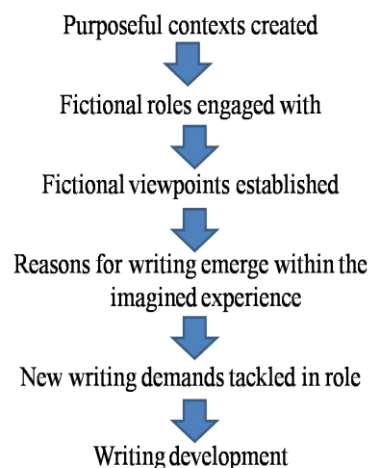 Purposeful contexts created
Fictional roles engaged with
Fictional viewpoints established
Reasons for writing emerge within the
imagined experience
New writing demands tackled in role
Writing development